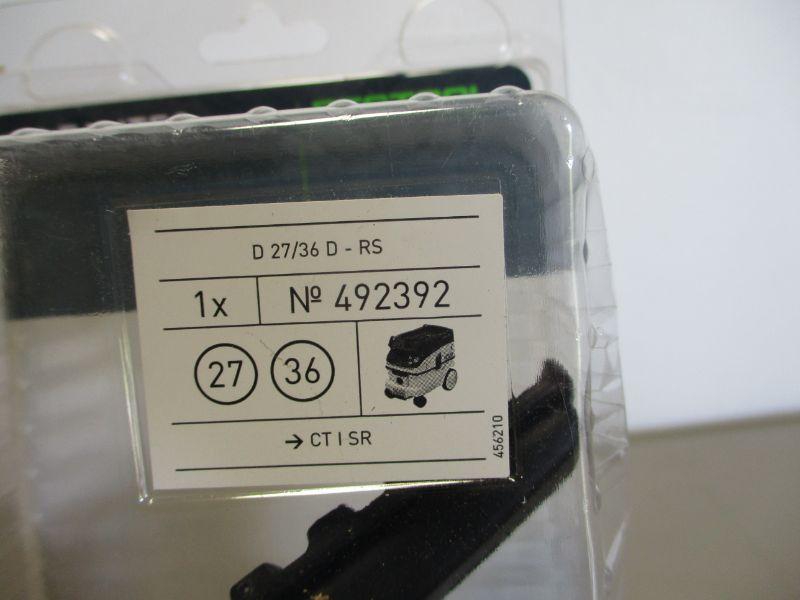 D 27/36 D - RS
1x Nº 492392
27 36
→ CT I SR
456210